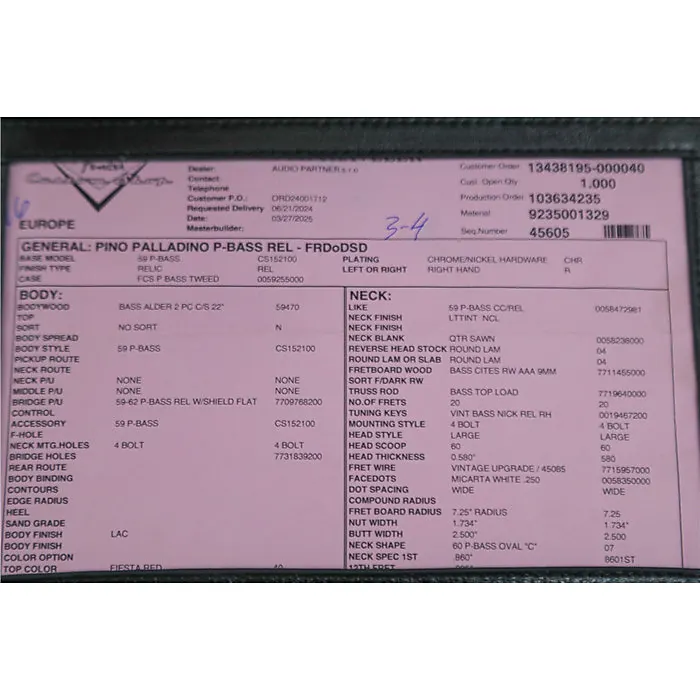 Dealer: AUDIO PARTNER s r o
Contact
Telephone
Customer P.O.: ORD24001712
Requested Delivery 06/21/2024
Date: 03/27/2025
Masterbuilder:
Customer Order 13438195-000040
Cust. Open Qty 1.000
Production Order 103634235
Material 9235001329
Seq.Number 45605
EUROPE
3-4
GENERAL: PINO PALLADINO P-BASS REL - FRDoDSD
BASE MODEL 59 P-BASS CS152100 PLATING CHROME/NICKEL HARDWARE CHR
FINISH TYPE RELIC REL LEFT OR RIGHT RIGHT HAND R
CASE FCS P BASS TWEED 0059255000
BODY:
BODYWOOD BASS ALDER 2 PC C/S 22" 59470
TOP
SORT NO SORT N
BODY SPREAD
BODY STYLE 59 P-BASS CS152100
PICKUP ROUTE
NECK ROUTE
NECK P/U NONE NONE
MIDDLE P/U NONE NONE
BRIDGE P/U 59-62 P-BASS REL W/SHIELD FLAT 7709768200
CONTROL
ACCESSORY 59 P-BASS CS152100
F-HOLE
NECK MTG.HOLES 4 BOLT 4 BOLT
BRIDGE HOLES 7731839200
REAR ROUTE
BODY BINDING
CONTOURS
EDGE RADIUS
HEEL
SAND GRADE
BODY FINISH LAC
BODY FINISH
COLOR OPTION
TOP COLOR FIESTA RED 40
NECK:
LIKE 59 P-BASS CC/REL 0058472981
NECK FINISH LTTINT NCL
NECK FINISH
NECK BLANK QTR SAWN 0058238000
REVERSE HEAD STOCK ROUND LAM 04
ROUND LAM OR SLAB ROUND LAM 04
FRETBOARD WOOD BASS CITES RW AAA 9MM 7711455000
SORT F/DARK RW
TRUSS ROD BASS TOP LOAD 7719640000
NO.OF FRETS 20 20
TUNING KEYS VINT BASS NICK REL RH 0019467200
MOUNTING STYLE 4 BOLT 4 BOLT
HEAD STYLE LARGE LARGE
HEAD SCOOP 60 60
HEAD THICKNESS 0.580" 580
FRET WIRE VINTAGE UPGRADE / 45085 7715957000
FACEDOTS MICARTA WHITE .250 0058350000
DOT SPACING WIDE WIDE
COMPOUND RADIUS
FRET BOARD RADIUS 7.25" RADIUS 7.25
NUT WIDTH 1.734" 1.734"
BUTT WIDTH 2.500" 2.500
NECK SHAPE 60 P-BASS OVAL "C" 07
NECK SPEC 1ST .860" 8601ST
12TH FRET